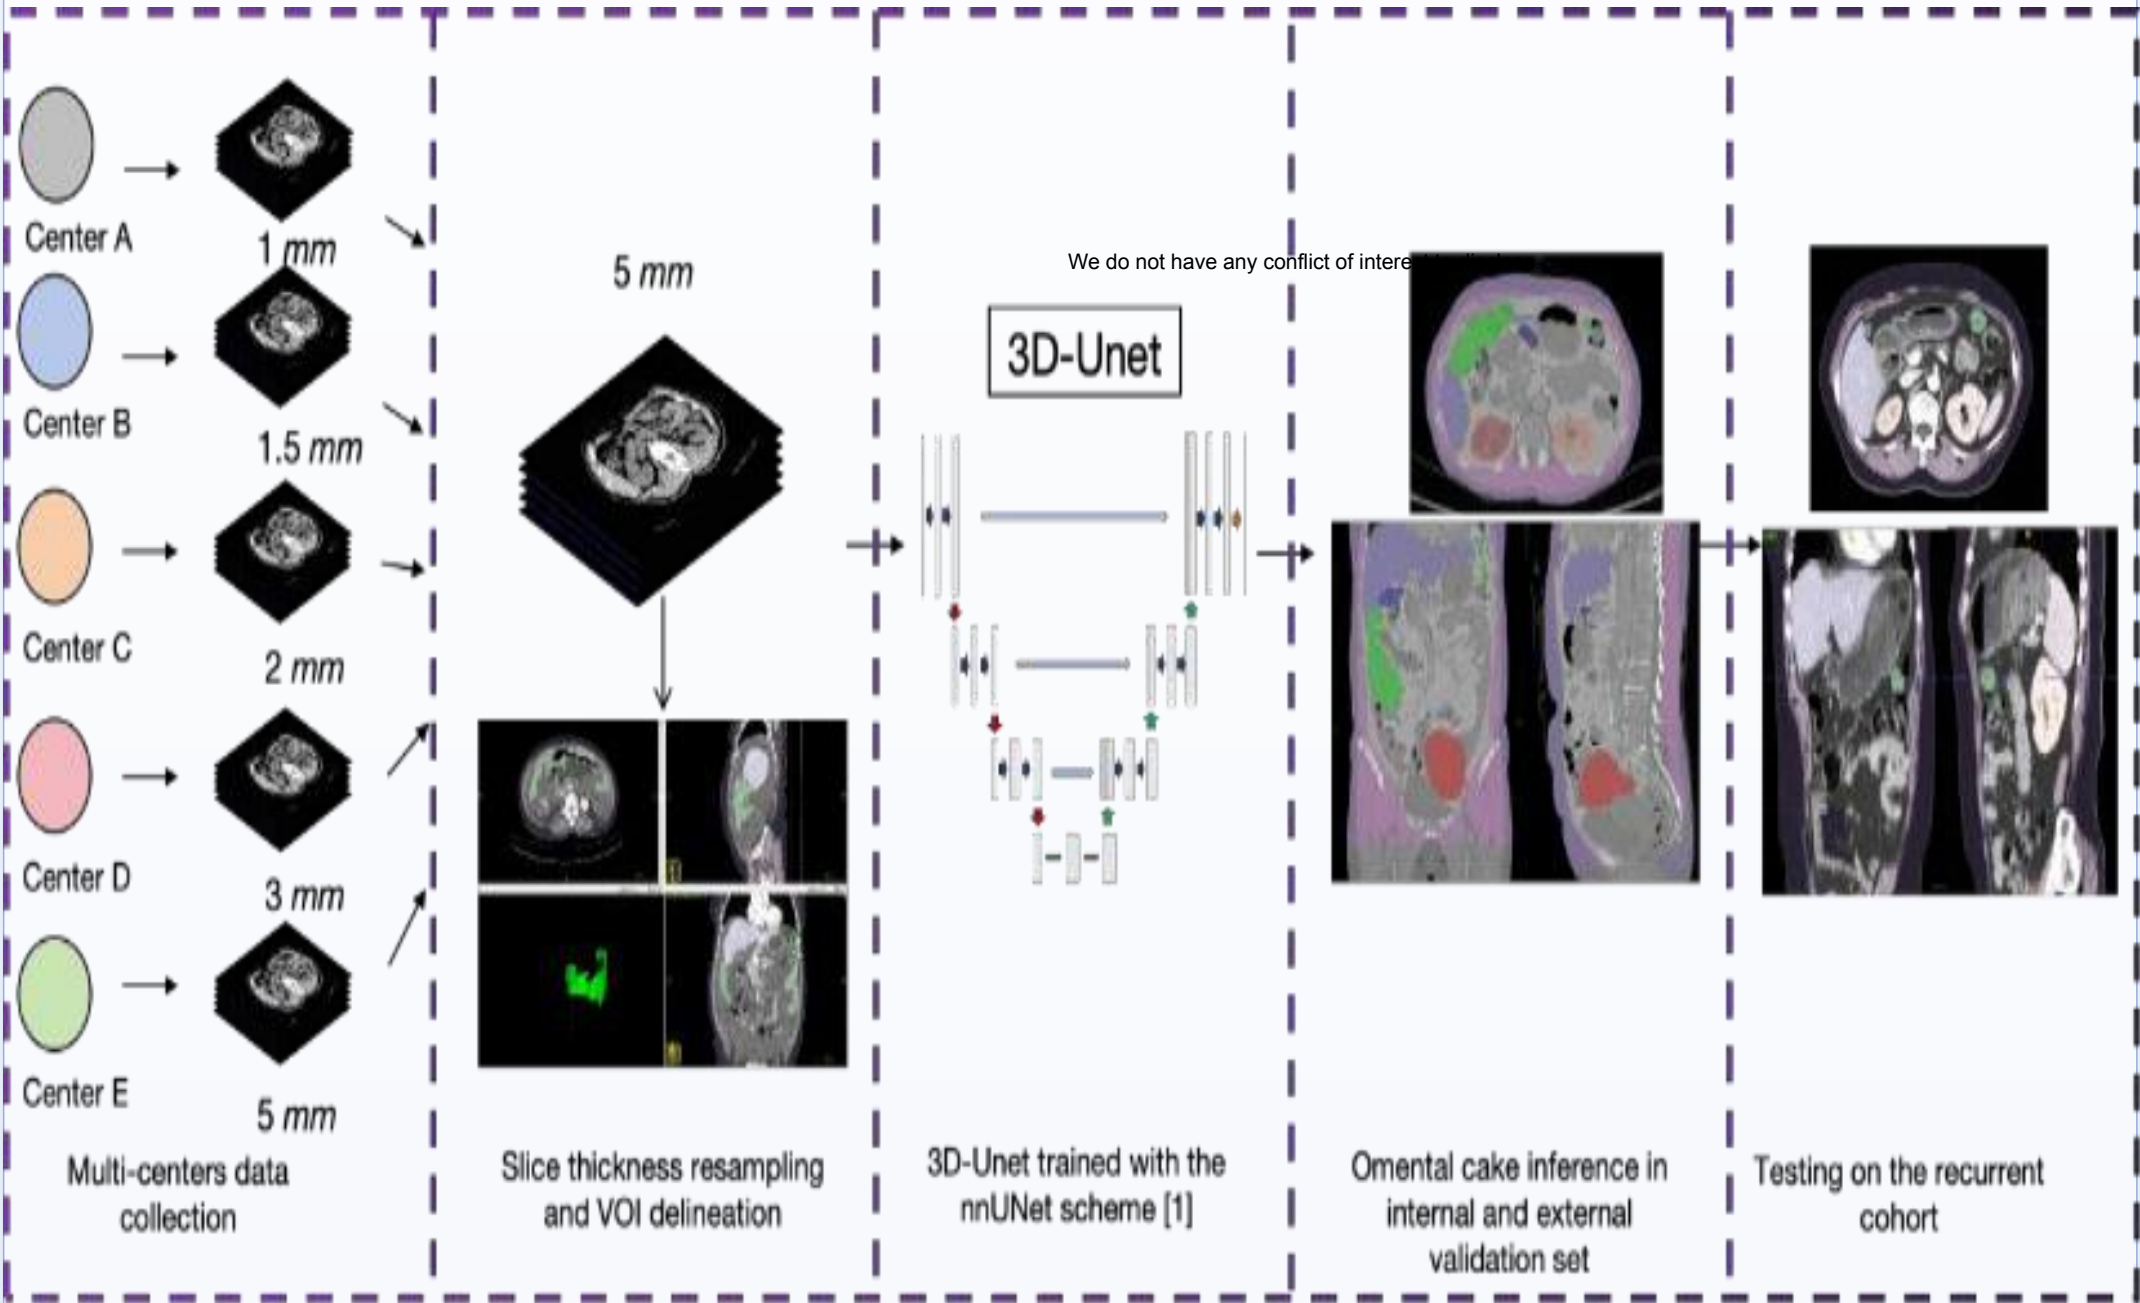 Center A
1 mm
Center B
1.5 mm
Center C
2 mm
Center D
3 mm
Center E
5 mm
Multi-centers data
collection
5 mm
Slice thickness resampling
and VOI delineation
We do not have any conflict of interest
3D-Unet
3D-Unet trained with the
nnUNet scheme [1]
Omental cake inference in
internal and external
validation set
Testing on the recurrent
cohort